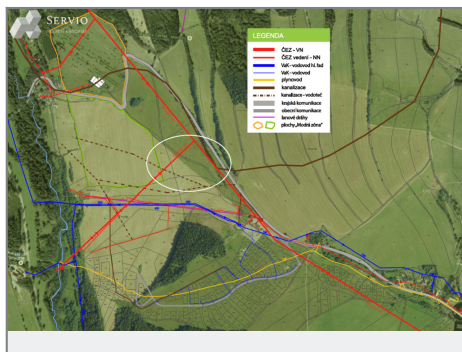 SERVIO
LEGENDA
ČEZ - VN
ČEZ vedení - NN
VaK - vodovod hl. řad
VaK - vodovod
plynovod
kanalizace
kanalizace - vodoteč
krajská komunikace
obecní komunikace
lanové dráhy
plochy „Modrá zóna"